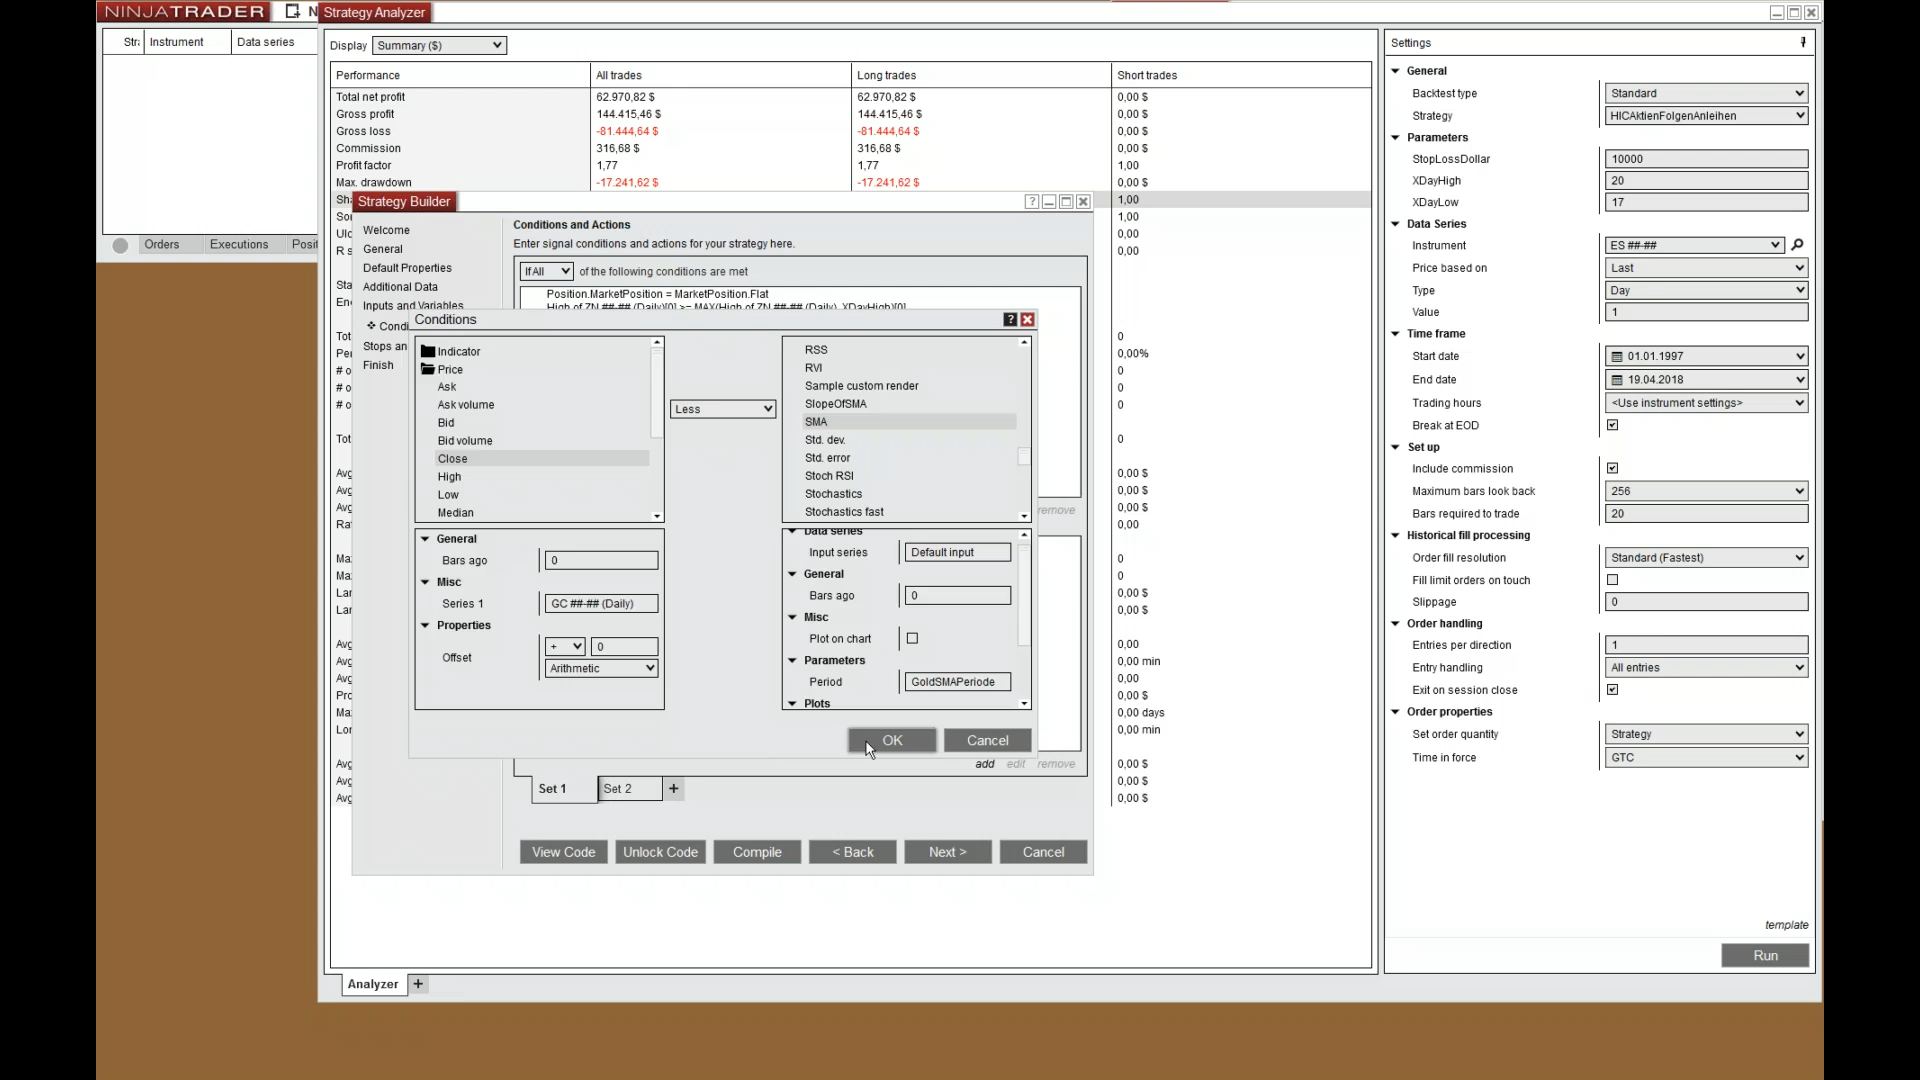 NINJATRADER
N
Strategy Analyzer
Instrument
Data series
Orders
Executions
Display
Summary ($)
Performance
All trades
Long trades
Short trades
Total net profit
62.970,82 $
62.970,82 $
0,00 $
Gross profit
144.415,46 $
144.415,46 $
0,00 $
Gross loss
-81.444,64 $
-81.444,64 $
0,00 $
Commission
316,68 $
316,68 $
0,00 $
Profit factor
1,77
1,77
1,00
Max. drawdown
-17.241,62 $
-17.241,62 $
0,00 $
1,00
1,00
0,00 $
0,00 $
0
0,00%
0
0
0
0
0,00 $
0,00 $
0,00 $
0,00
0
0
0,00 $
0,00 $
0,00
0,00 min
0,00
0,00 $
0,00 days
0,00 min
0,00 $
0,00 $
0,00 $
Strategy Builder
Welcome
General
Default Properties
Additional Data
Inputs and Variables
Finish
Conditions and Actions
Enter signal conditions and actions for your strategy here.
If All
of the following conditions are met
Position.MarketPosition = MarketPosition.Flat
High of ZN ##-## (Daily)[0] >= MAX(High of ZN ##-## (Daily), XDayHigh)[0]
Conditions
Indicator
Price
Ask
Ask volume
Bid
Bid volume
Close
High
Low
Median
Less
RSS
RVI
Sample custom render
SlopeOfSMA
SMA
Std. dev.
Std. error
Stoch RSI
Stochastics
Stochastics fast
General
Bars ago
0
Misc
Series 1
GC ##-## (Daily)
Properties
Offset
+
0
Arithmetic
Data series
Input series
Default input
General
Bars ago
0
Misc
Plot on chart
Parameters
Period
GoldSMAPeriode
Plots
OK
Cancel
remove
add
edit
remove
Set 1
Set 2
+
View Code
Unlock Code
Compile
< Back
Next >
Cancel
Analyzer
+
Settings
General
Backtest type
Standard
Strategy
HICAktienFolgenAnleihen
Parameters
StopLossDollar
10000
XDayHigh
20
XDayLow
17
Data Series
Instrument
ES ##-##
Price based on
Last
Type
Day
Value
1
Time frame
Start date
01.01.1997
End date
19.04.2018
Trading hours
<Use instrument settings>
Break at EOD
Set up
Include commission
Maximum bars look back
256
Bars required to trade
20
Historical fill processing
Order fill resolution
Standard (Fastest)
Fill limit orders on touch
Slippage
0
Order handling
Entries per direction
1
Entry handling
All entries
Exit on session close
Order properties
Set order quantity
Strategy
Time in force
GTC
template
Run